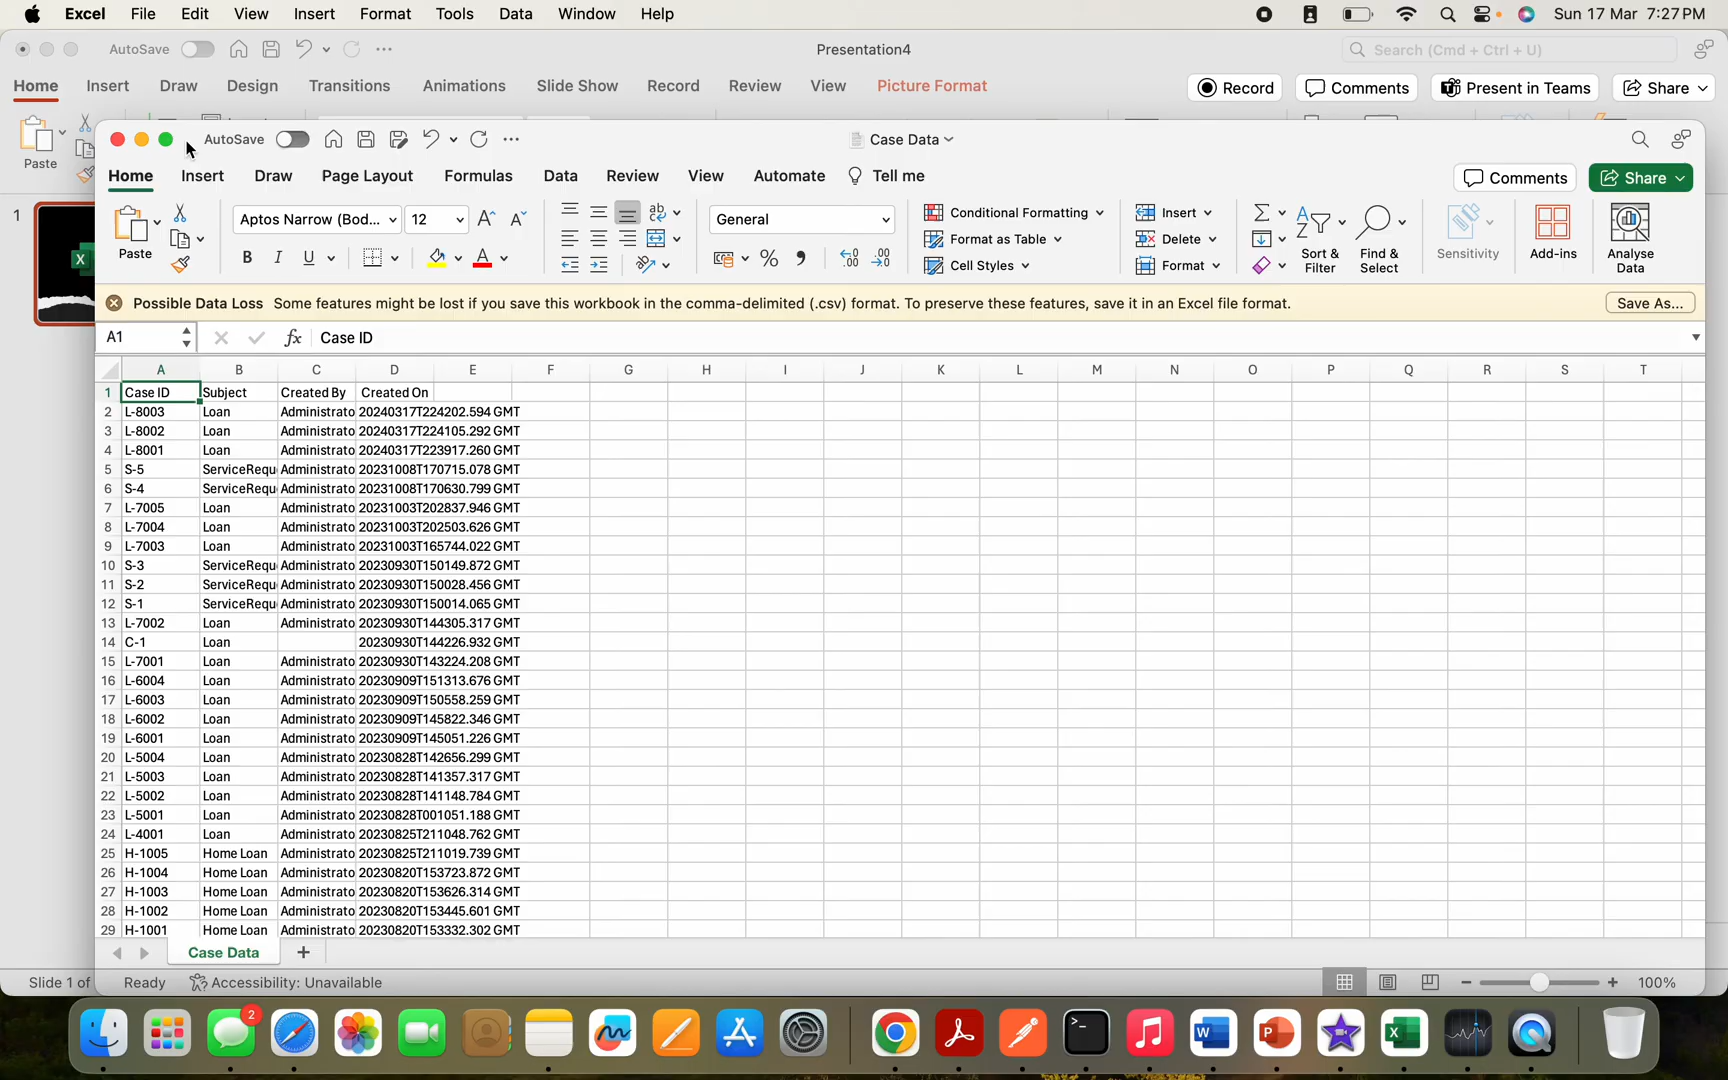 Excel File Edit View Insert Format Tools Data Window Help Sun 17 Mar 7:27 PM
AutoSave Presentation4 Search (Cmd + Ctrl + U)
Home Insert Draw Design Transitions Animations Slide Show Record Review View Picture Format Record Comments Present in Teams Share
Paste
AutoSave Case Data
Home Insert Draw Page Layout Formulas Data Review View Automate Tell me Comments Share
Paste Aptos Narrow (Bod... 12 General Conditional Formatting Insert
Format as Table Delete
B I U A Cell Styles Format
Sort & Filter Find & Select Sensitivity Add-ins Analyse Data
Possible Data Loss Some features might be lost if you save this workbook in the comma-delimited (.csv) format. To preserve these features, save it in an Excel file format. Save As...
A1 fx Case ID
A B C D E F G H I J K L M N O P Q R S T
1 Case ID Subject Created By Created On
2 L-8003 Loan Administrato 20240317T224202.594 GMT
3 L-8002 Loan Administrato 20240317T224105.292 GMT
4 L-8001 Loan Administrato 20240317T223917.260 GMT
5 S-5 ServiceRequ Administrato 20231008T170715.078 GMT
6 S-4 ServiceRequ Administrato 20231008T170630.799 GMT
7 L-7005 Loan Administrato 20231003T202837.946 GMT
8 L-7004 Loan Administrato 20231003T202503.626 GMT
9 L-7003 Loan Administrato 20231003T165744.022 GMT
10 S-3 ServiceRequ Administrato 20230930T150149.872 GMT
11 S-2 ServiceRequ Administrato 20230930T150028.456 GMT
12 S-1 ServiceRequ Administrato 20230930T150014.065 GMT
13 L-7002 Loan Administrato 20230930T144305.317 GMT
14 C-1 Loan 20230930T144226.932 GMT
15 L-7001 Loan Administrato 20230930T143224.208 GMT
16 L-6004 Loan Administrato 20230909T151313.676 GMT
17 L-6003 Loan Administrato 20230909T150558.259 GMT
18 L-6002 Loan Administrato 20230909T145822.346 GMT
19 L-6001 Loan Administrato 20230909T145051.226 GMT
20 L-5004 Loan Administrato 20230828T142656.299 GMT
21 L-5003 Loan Administrato 20230828T141357.317 GMT
22 L-5002 Loan Administrato 20230828T141148.784 GMT
23 L-5001 Loan Administrato 20230828T001051.188 GMT
24 L-4001 Loan Administrato 20230825T211048.762 GMT
25 H-1005 Home Loan Administrato 20230825T211019.739 GMT
26 H-1004 Home Loan Administrato 20230820T153723.872 GMT
27 H-1003 Home Loan Administrato 20230820T153626.314 GMT
28 H-1002 Home Loan Administrato 20230820T153445.601 GMT
29 H-1001 Home Loan Administrato 20230820T153332.302 GMT
Case Data
Slide 1 of Ready Accessibility: Unavailable 100%
2